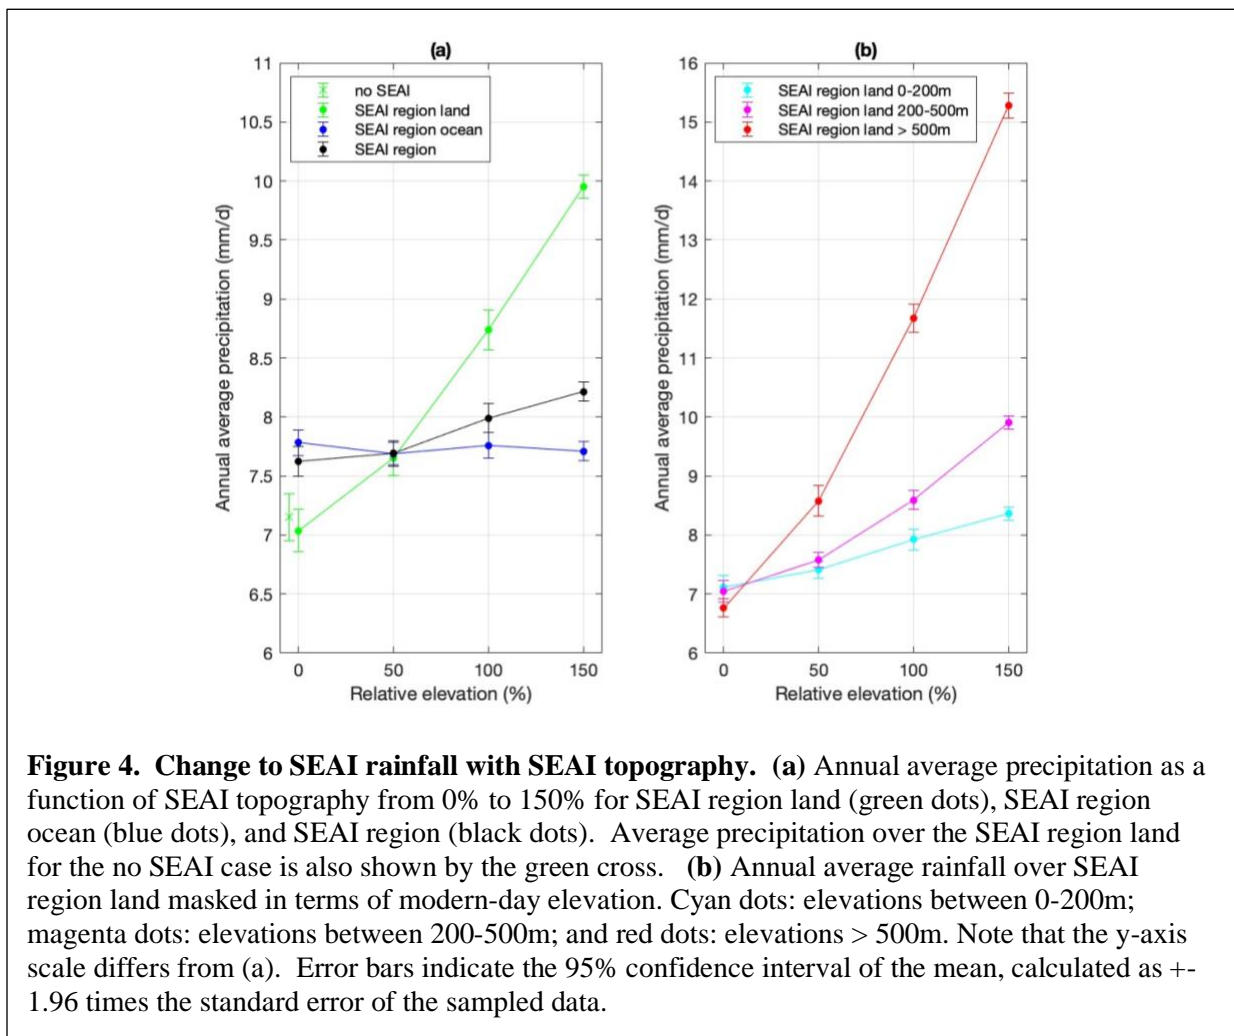 (a)
11
10.5
10
9.5
9
8.5
8
7.5
7
6.5
6
Annual average precipitation (mm/d)
no SEAI
SEAI region land
SEAI region ocean
SEAI region
0 50 100 150
Relative elevation (%)
(b)
16
15
14
13
12
11
10
9
8
7
6
Annual average precipitation (mm/d)
SEAI region land 0-200m
SEAI region land 200-500m
SEAI region land > 500m
0 50 100 150
Relative elevation (%)
Figure 4. Change to SEAI rainfall with SEAI topography. (a) Annual average precipitation as a
function of SEAI topography from 0% to 150% for SEAI region land (green dots), SEAI region
ocean (blue dots), and SEAI region (black dots). Average precipitation over the SEAI region land
for the no SEAI case is also shown by the green cross. (b) Annual average rainfall over SEAI
region land masked in terms of modern-day elevation. Cyan dots: elevations between 0-200m;
magenta dots: elevations between 200-500m; and red dots: elevations > 500m. Note that the y-axis
scale differs from (a). Error bars indicate the 95% confidence interval of the mean, calculated as +-
1.96 times the standard error of the sampled data.